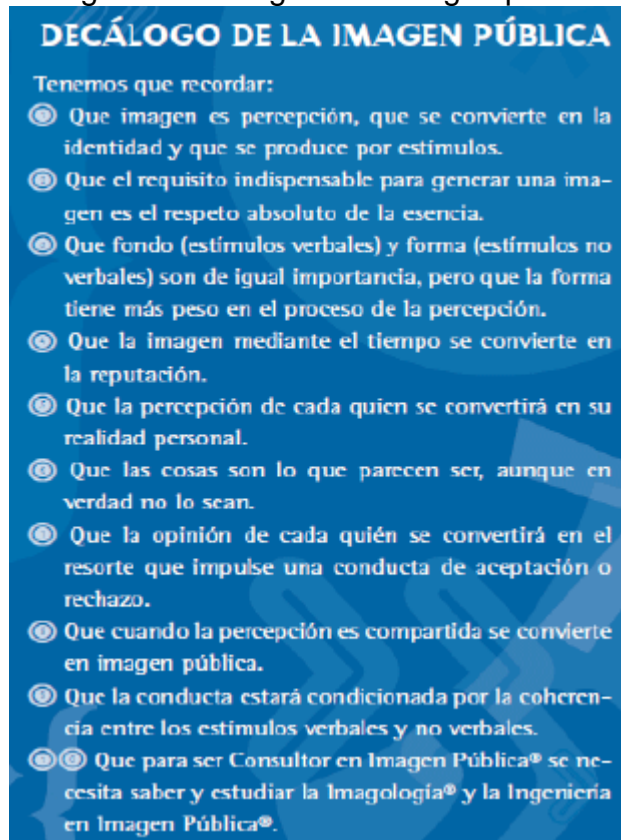 DECÁLOGO DE LA IMAGEN PÚBLICA
Tenemos que recordar:
Que imagen es percepción, que se convierte en la
identidad y que se produce por estímulos.
Que el requisito indispensable para generar una ima-
gen es el respeto absoluto de la esencia.
Que fondo (estímulos verbales) y forma (estímulos no
verbales) son de igual importancia, pero que la forma
tiene más peso en el proceso de la percepción.
Que la imagen mediante el tiempo se convierte en
la reputación.
Que la percepción de cada quien se convertirá en su
realidad personal.
Que las cosas son lo que parecen ser, aunque en
verdad no lo sean.
Que la opinión de cada quién se convertirá en el
resorte que impulse una conducta de aceptación o
rechazo.
Que cuando la percepción es compartida se convierte
en imagen pública.
Que la conducta estará condicionada por la coheren-
cia entre los estímulos verbales y no verbales.
Que para ser Consultor en Imagen Pública® se ne-
cesita saber y estudiar la Imagología® y la Ingeniería
en Imagen Pública®.